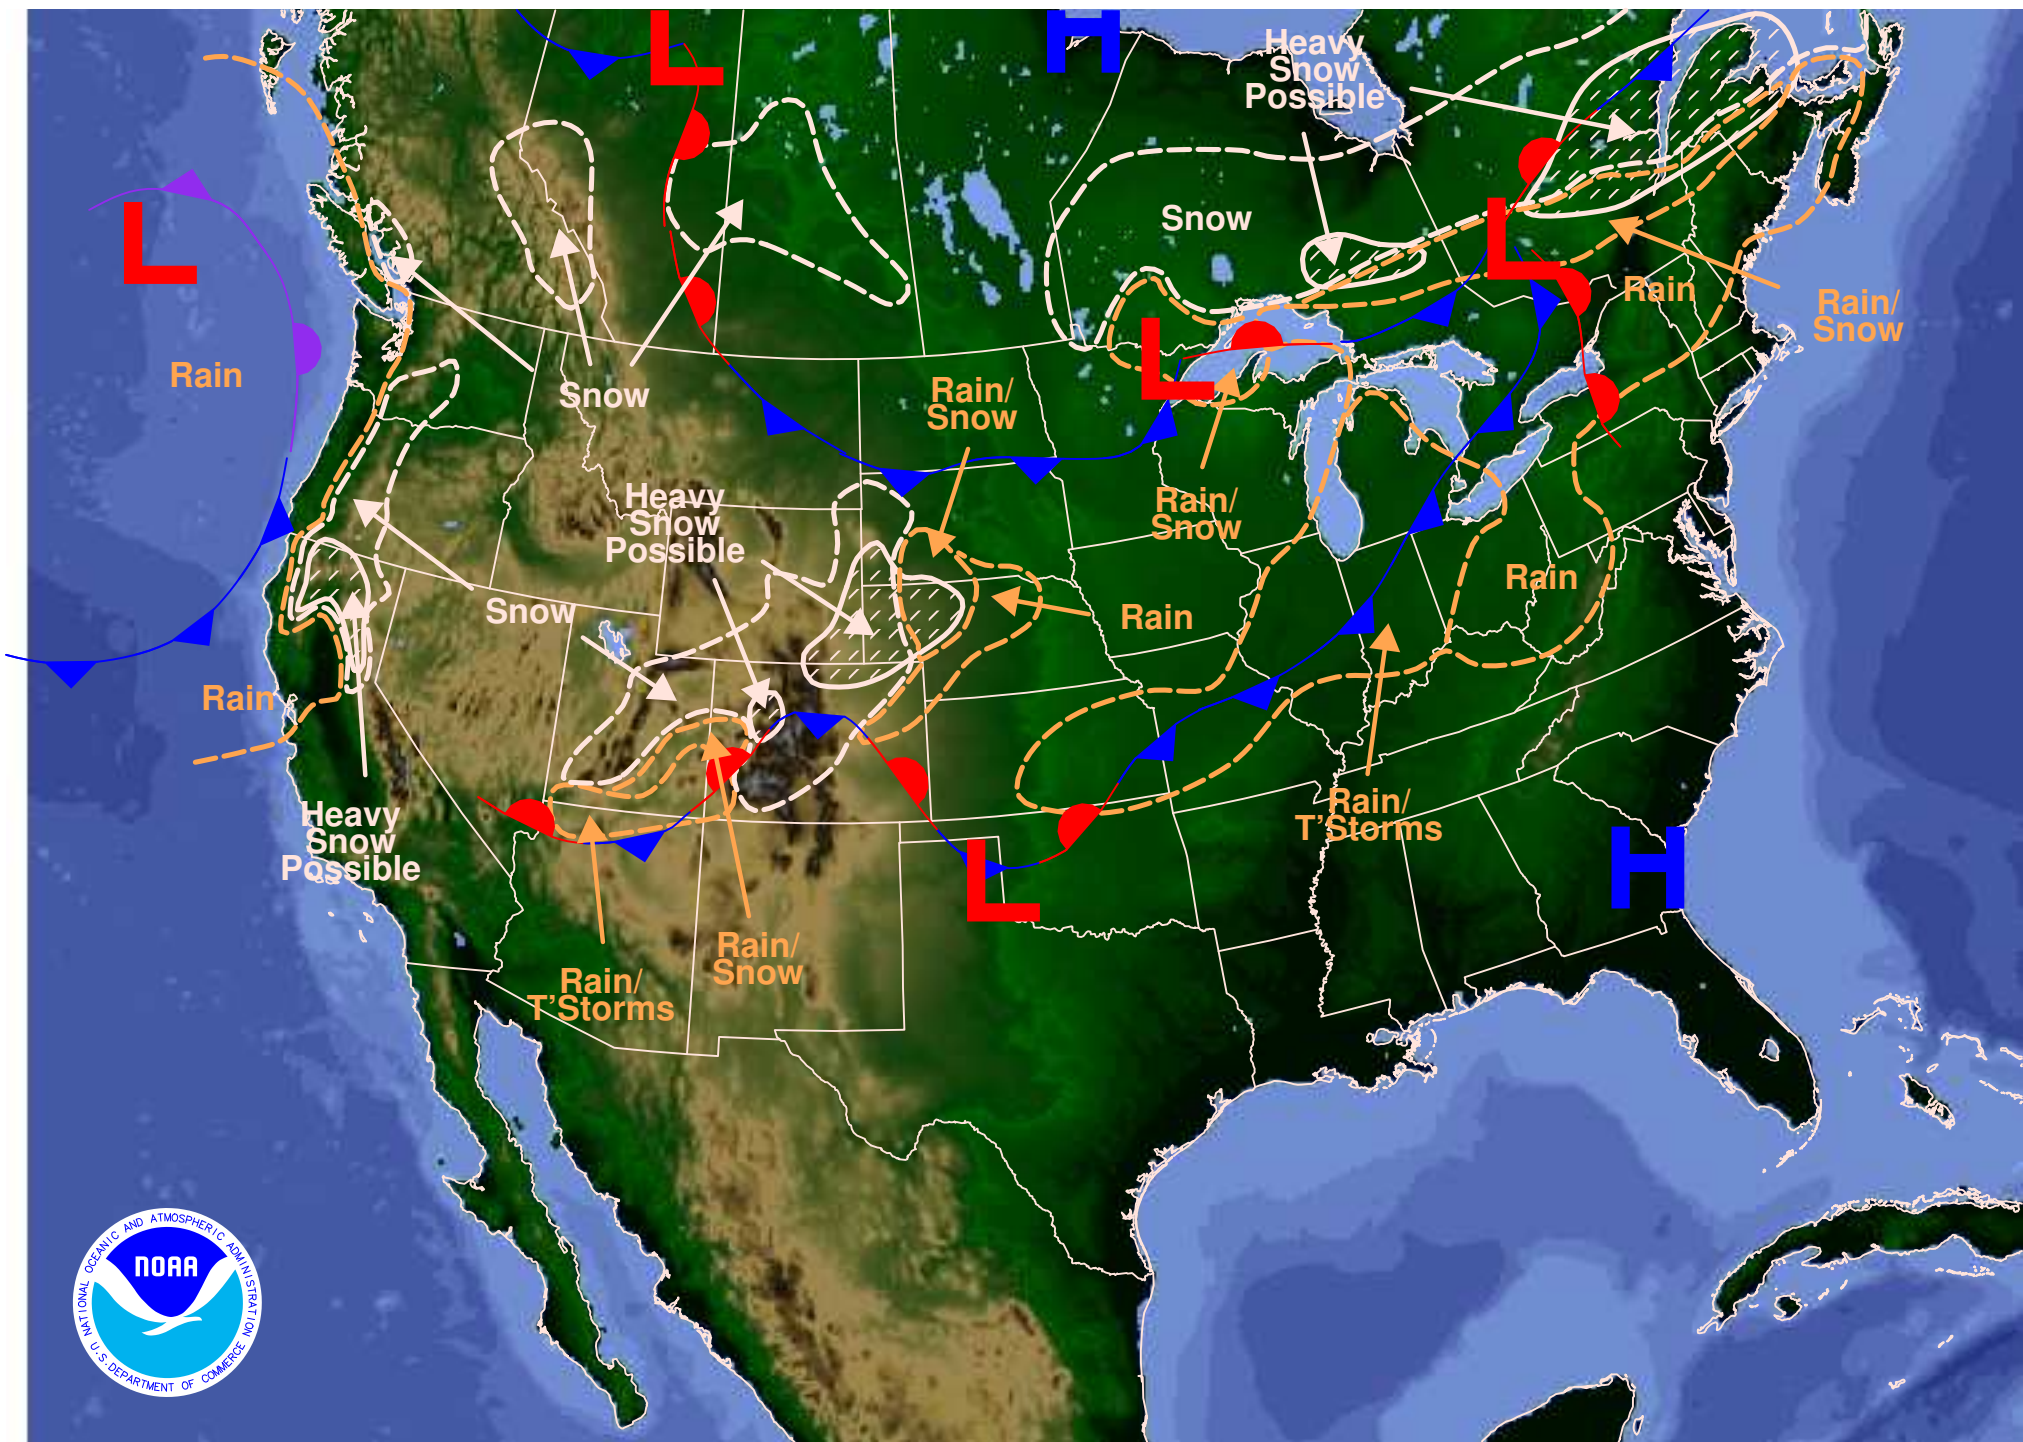 L
H
Heavy
Snow
Possible
L
Snow
L
Rain
Rain/
Snow
L
Rain
Snow
Rain/
Snow
L
Rain/
Snow
Heavy
Snow
Possible
Rain
Snow
Rain
Rain
Heavy
Snow
Possible
Rain/
T'Storms
H
L
Rain/
Snow
Rain/
T'Storms
NATIONAL OCEANIC AND ATMOSPHERIC ADMINISTRATION
NOAA
U.S. DEPARTMENT OF COMMERCE